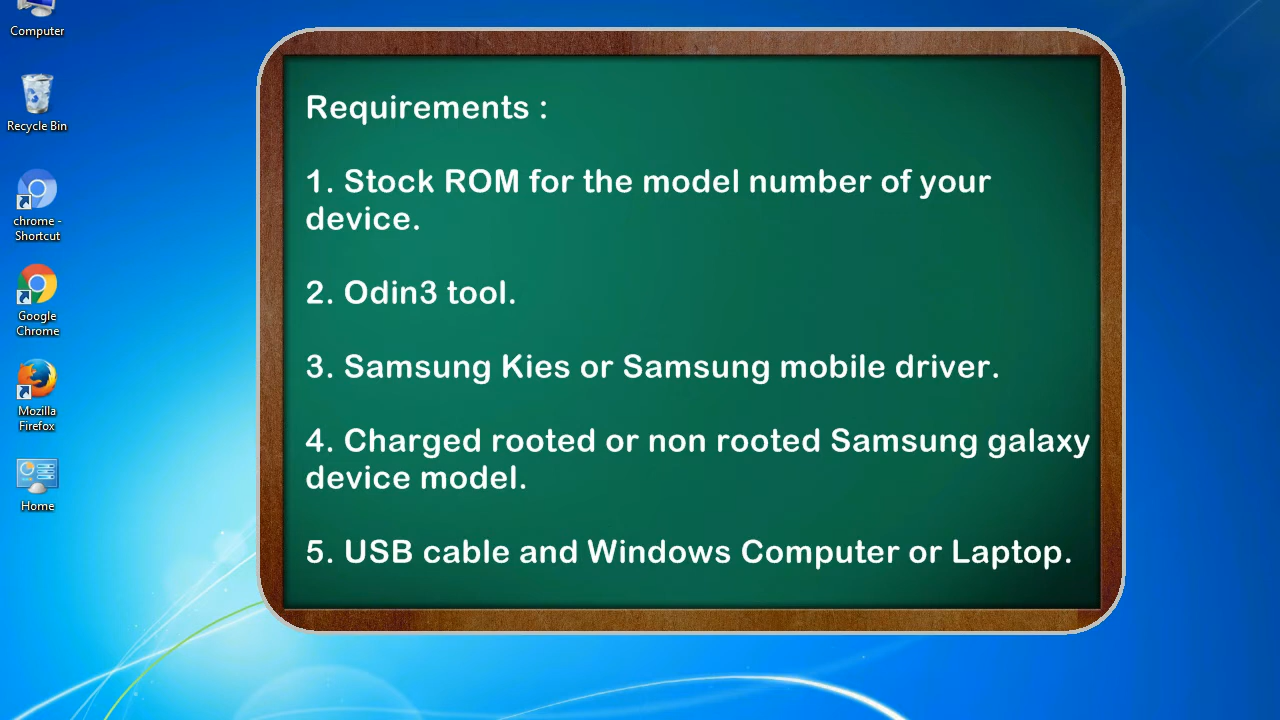 Computer
Recycle Bin
chrome -
Shortcut
Google
Chrome
Mozilla
Firefox
Home
Requirements :
1. Stock ROM for the model number of your
device.
2. Odin3 tool.
3. Samsung Kies or Samsung mobile driver.
4. Charged rooted or non rooted Samsung galaxy
device model.
5. USB cable and Windows Computer or Laptop.